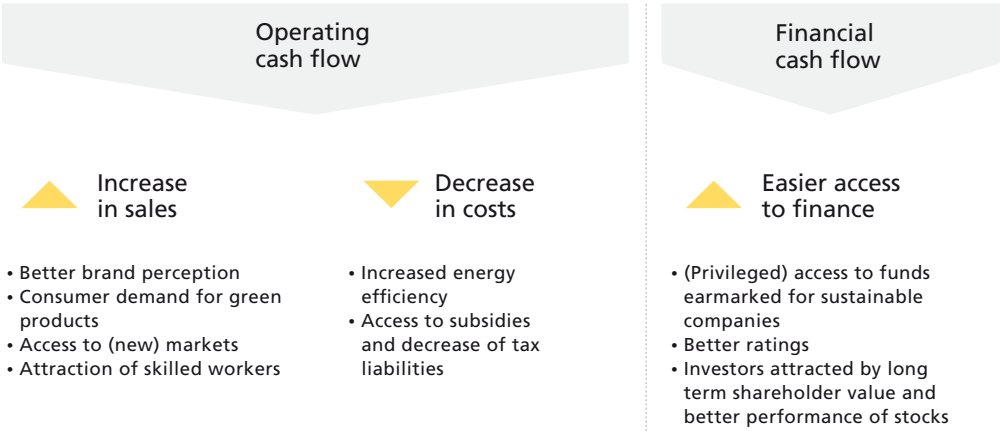 Operating
cash flow
Financial
cash flow
Increase
in sales
Decrease
in costs
Easier access
to finance
• Better brand perception
• Consumer demand for green
products
• Access to (new) markets
• Attraction of skilled workers
• Increased energy
efficiency
• Access to subsidies
and decrease of tax
liabilities
• (Privileged) access to funds
earmarked for sustainable
companies
• Better ratings
• Investors attracted by long
term shareholder value and
better performance of stocks